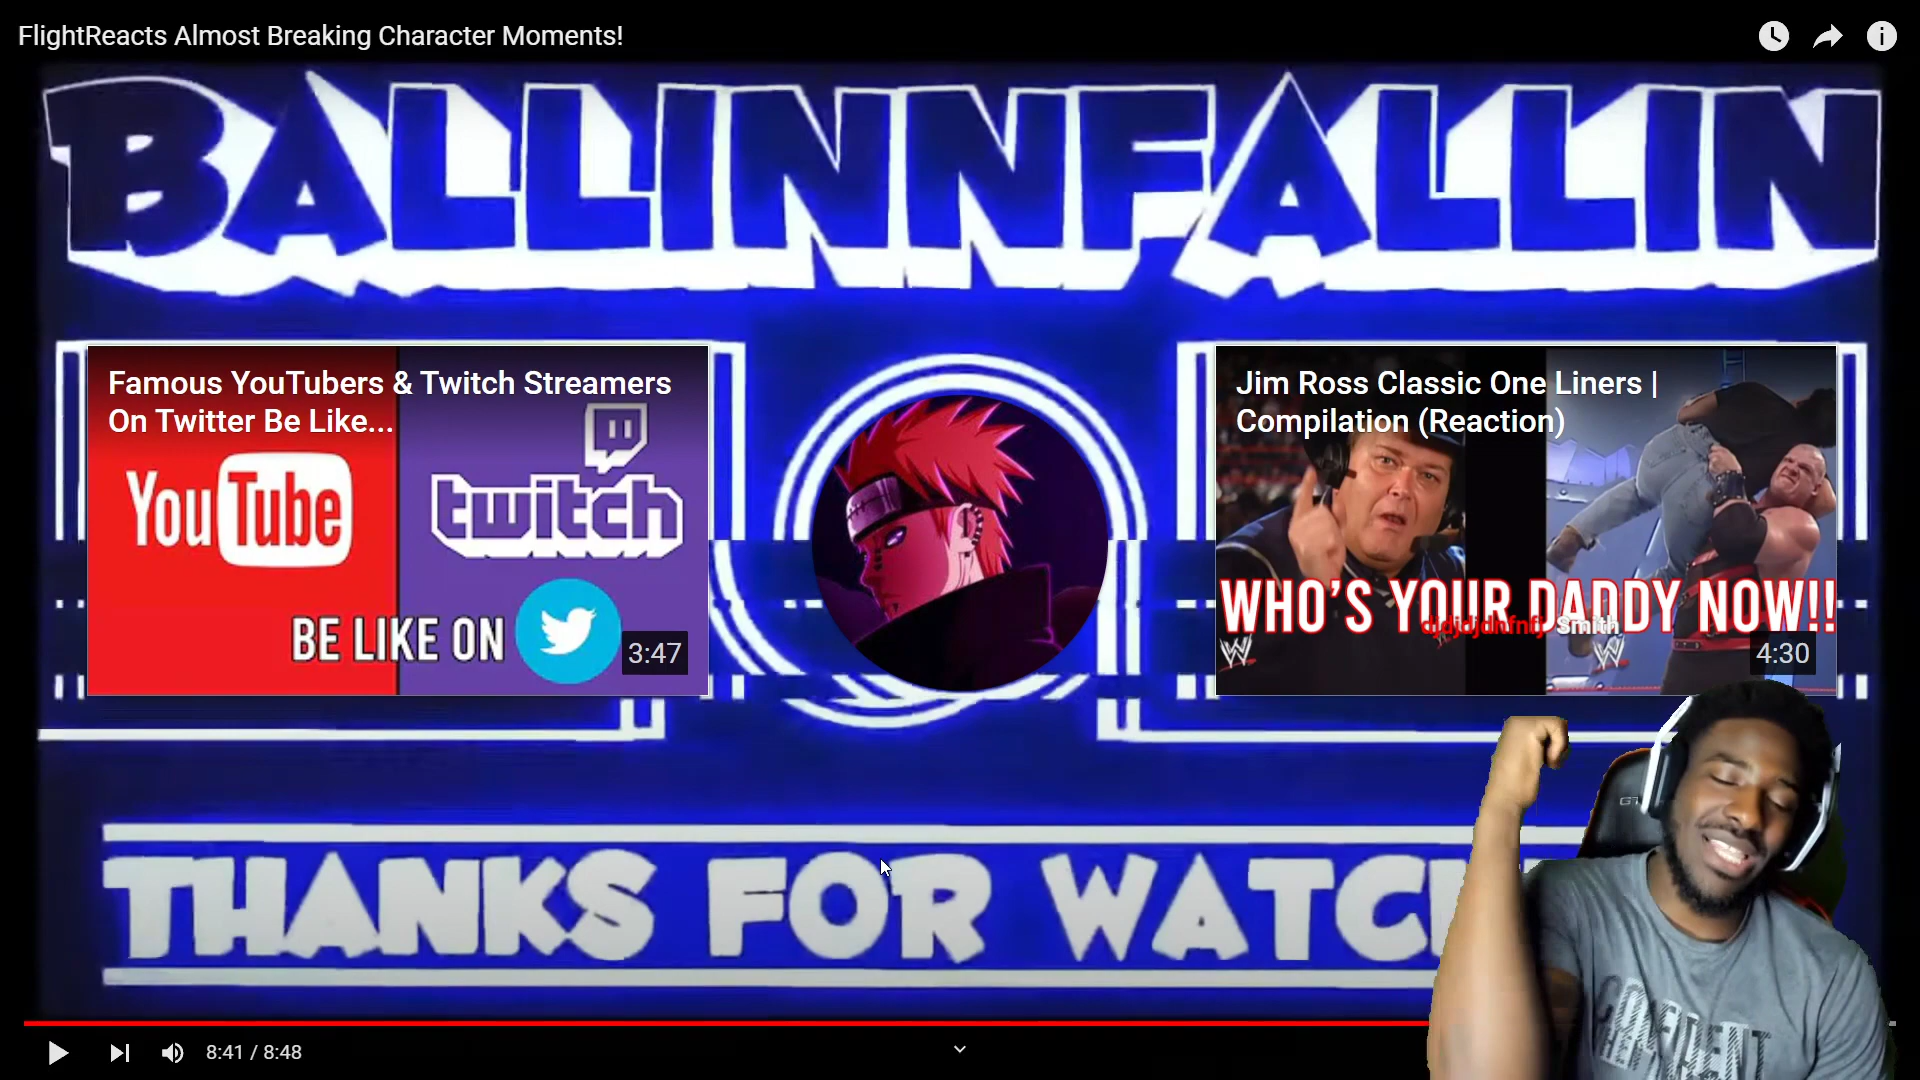 FlightReacts Almost Breaking Character Moments!
BALLINNFALLIN
Famous YouTubers & Twitch Streamers
On Twitter Be Like...
YouTube
twitch
BE LIKE ON
3:47
Jim Ross Classic One Liners |
Compilation (Reaction)
WHO'S YOUR DADDY NOW!!
Smith
4:30
THANKS FOR WATC
8:41 / 8:48